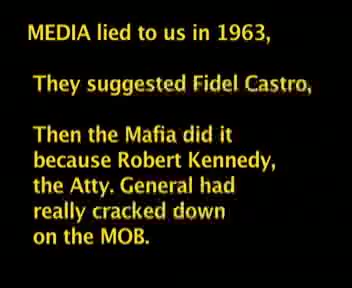 MEDIA lied to us in 1963,
They suggested Fidel Castro,
Then the Mafia did it
because Robert Kennedy,
the Atty. General had
really cracked down
on the MOB.